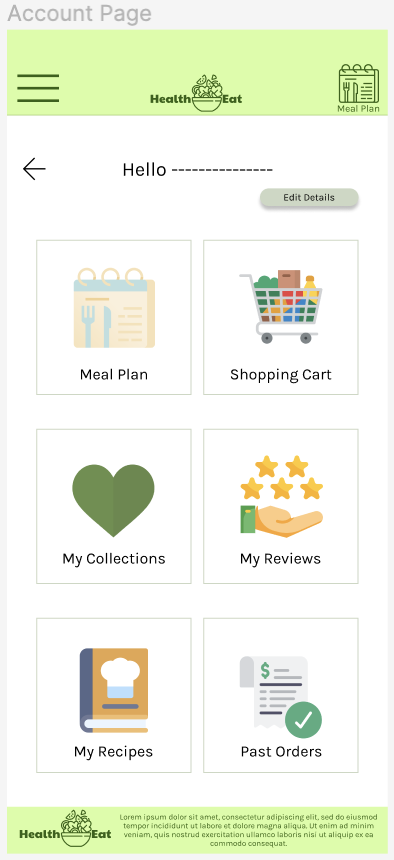 Account Page
Health Eat
Meal Plan
Hello ---------------
Edit Details
Meal Plan
Shopping Cart
My Collections
My Reviews
My Recipes
Past Orders
Health Eat
Lorem ipsum dolor sit amet, consectetur adipiscing elit, sed do eiusmod
tempor incididunt ut labore et dolore magna aliqua. Ut enim ad minim
veniam, quis nostrud exercitation ullamco laboris nisi ut aliquip ex ea
commodo consequat.